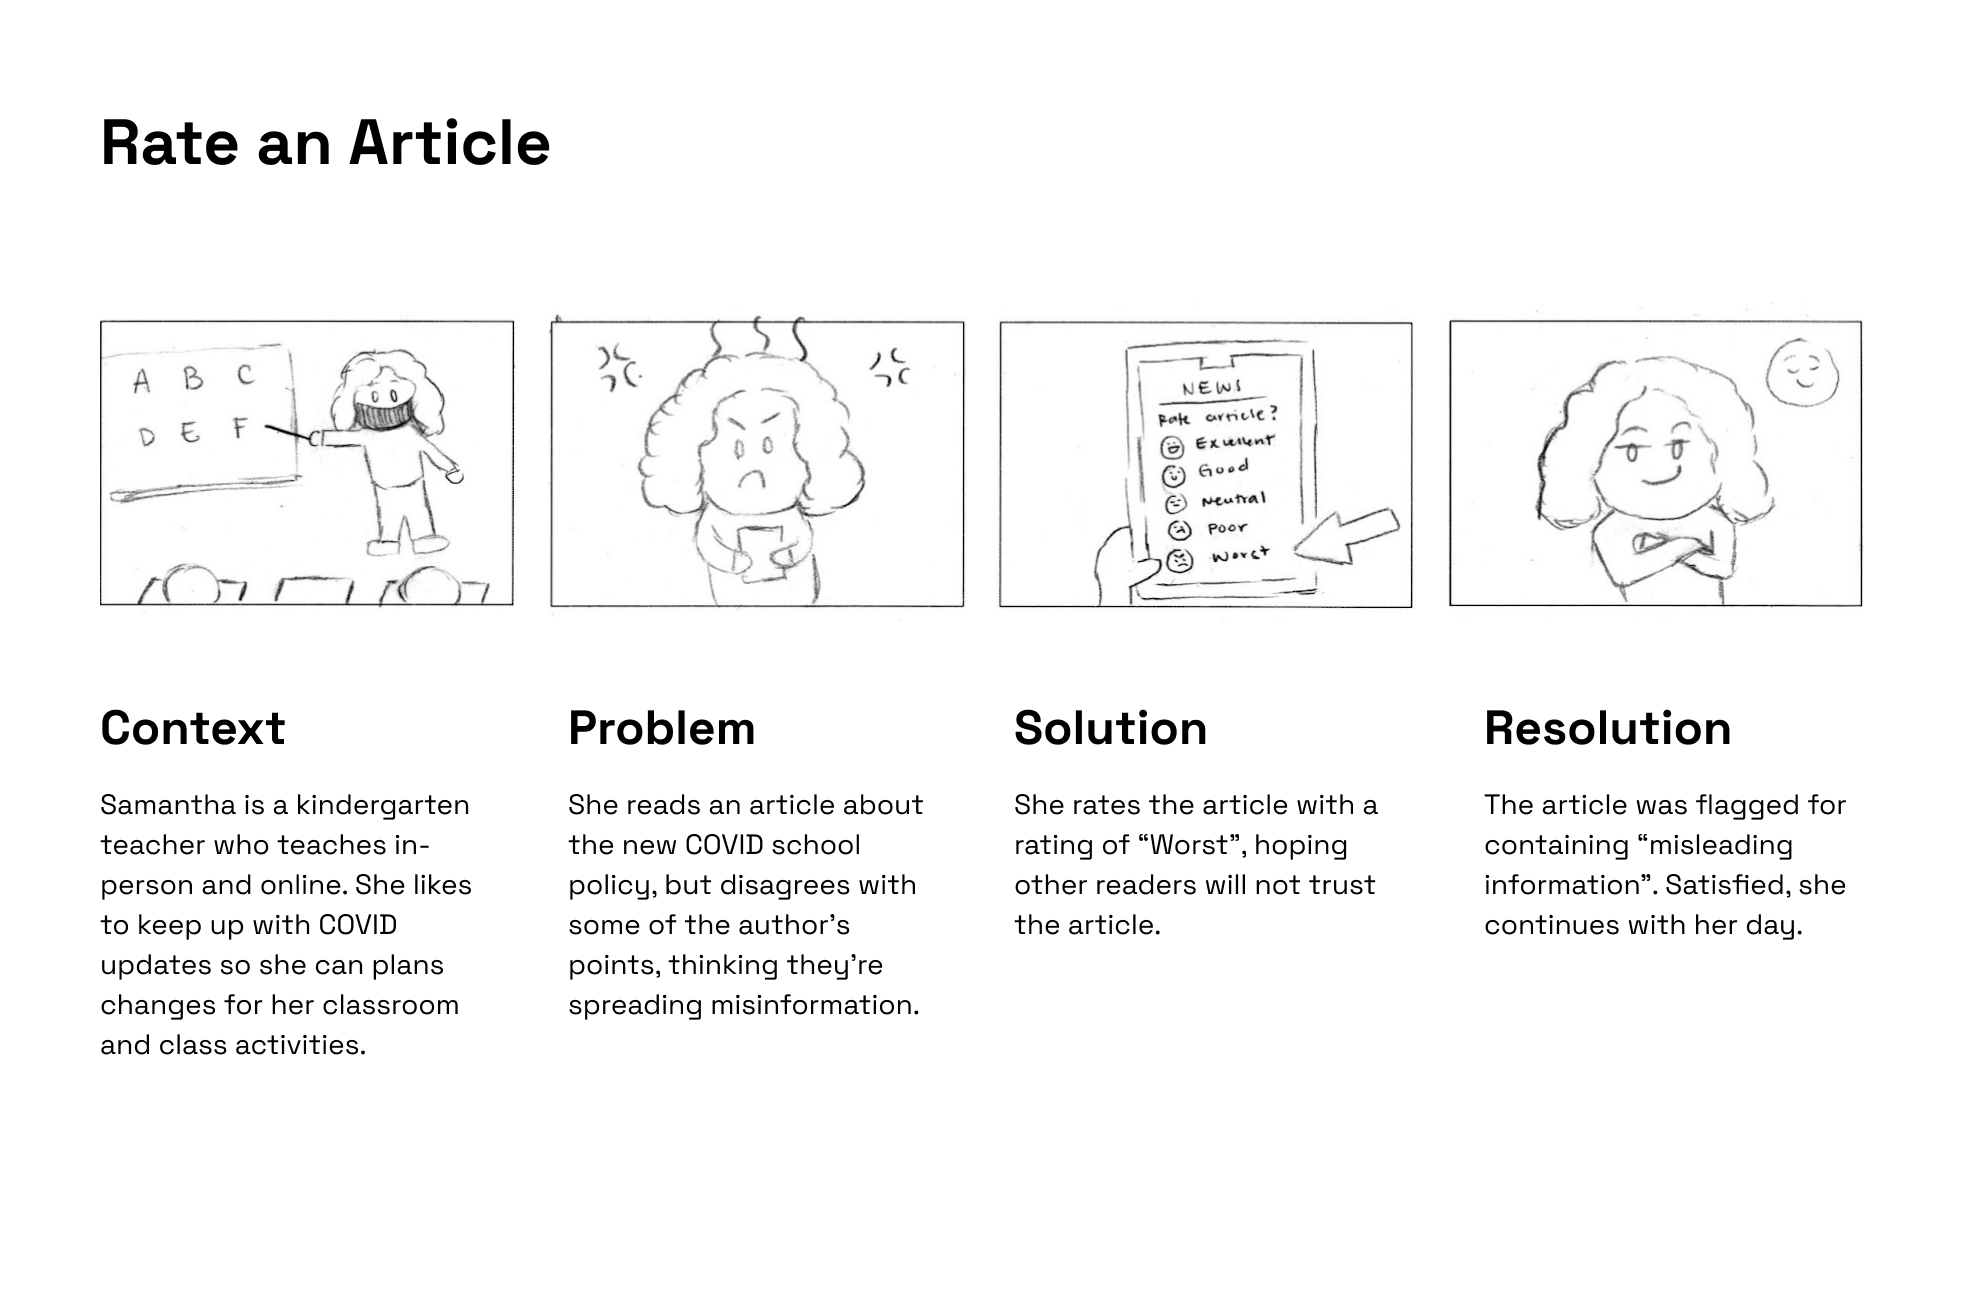 Rate an Article
A B C
D E F
NEWS
Rate article?
Excellent
Good
Neutral
Poor
Worst
Context
Samantha is a kindergarten
teacher who teaches in-
person and online. She likes
to keep up with COVID
updates so she can plans
changes for her classroom
and class activities.
Problem
She reads an article about
the new COVID school
policy, but disagrees with
some of the author’s
points, thinking they’re
spreading misinformation.
Solution
She rates the article with a
rating of “Worst”, hoping
other readers will not trust
the article.
Resolution
The article was flagged for
containing “misleading
information”. Satisfied, she
continues with her day.